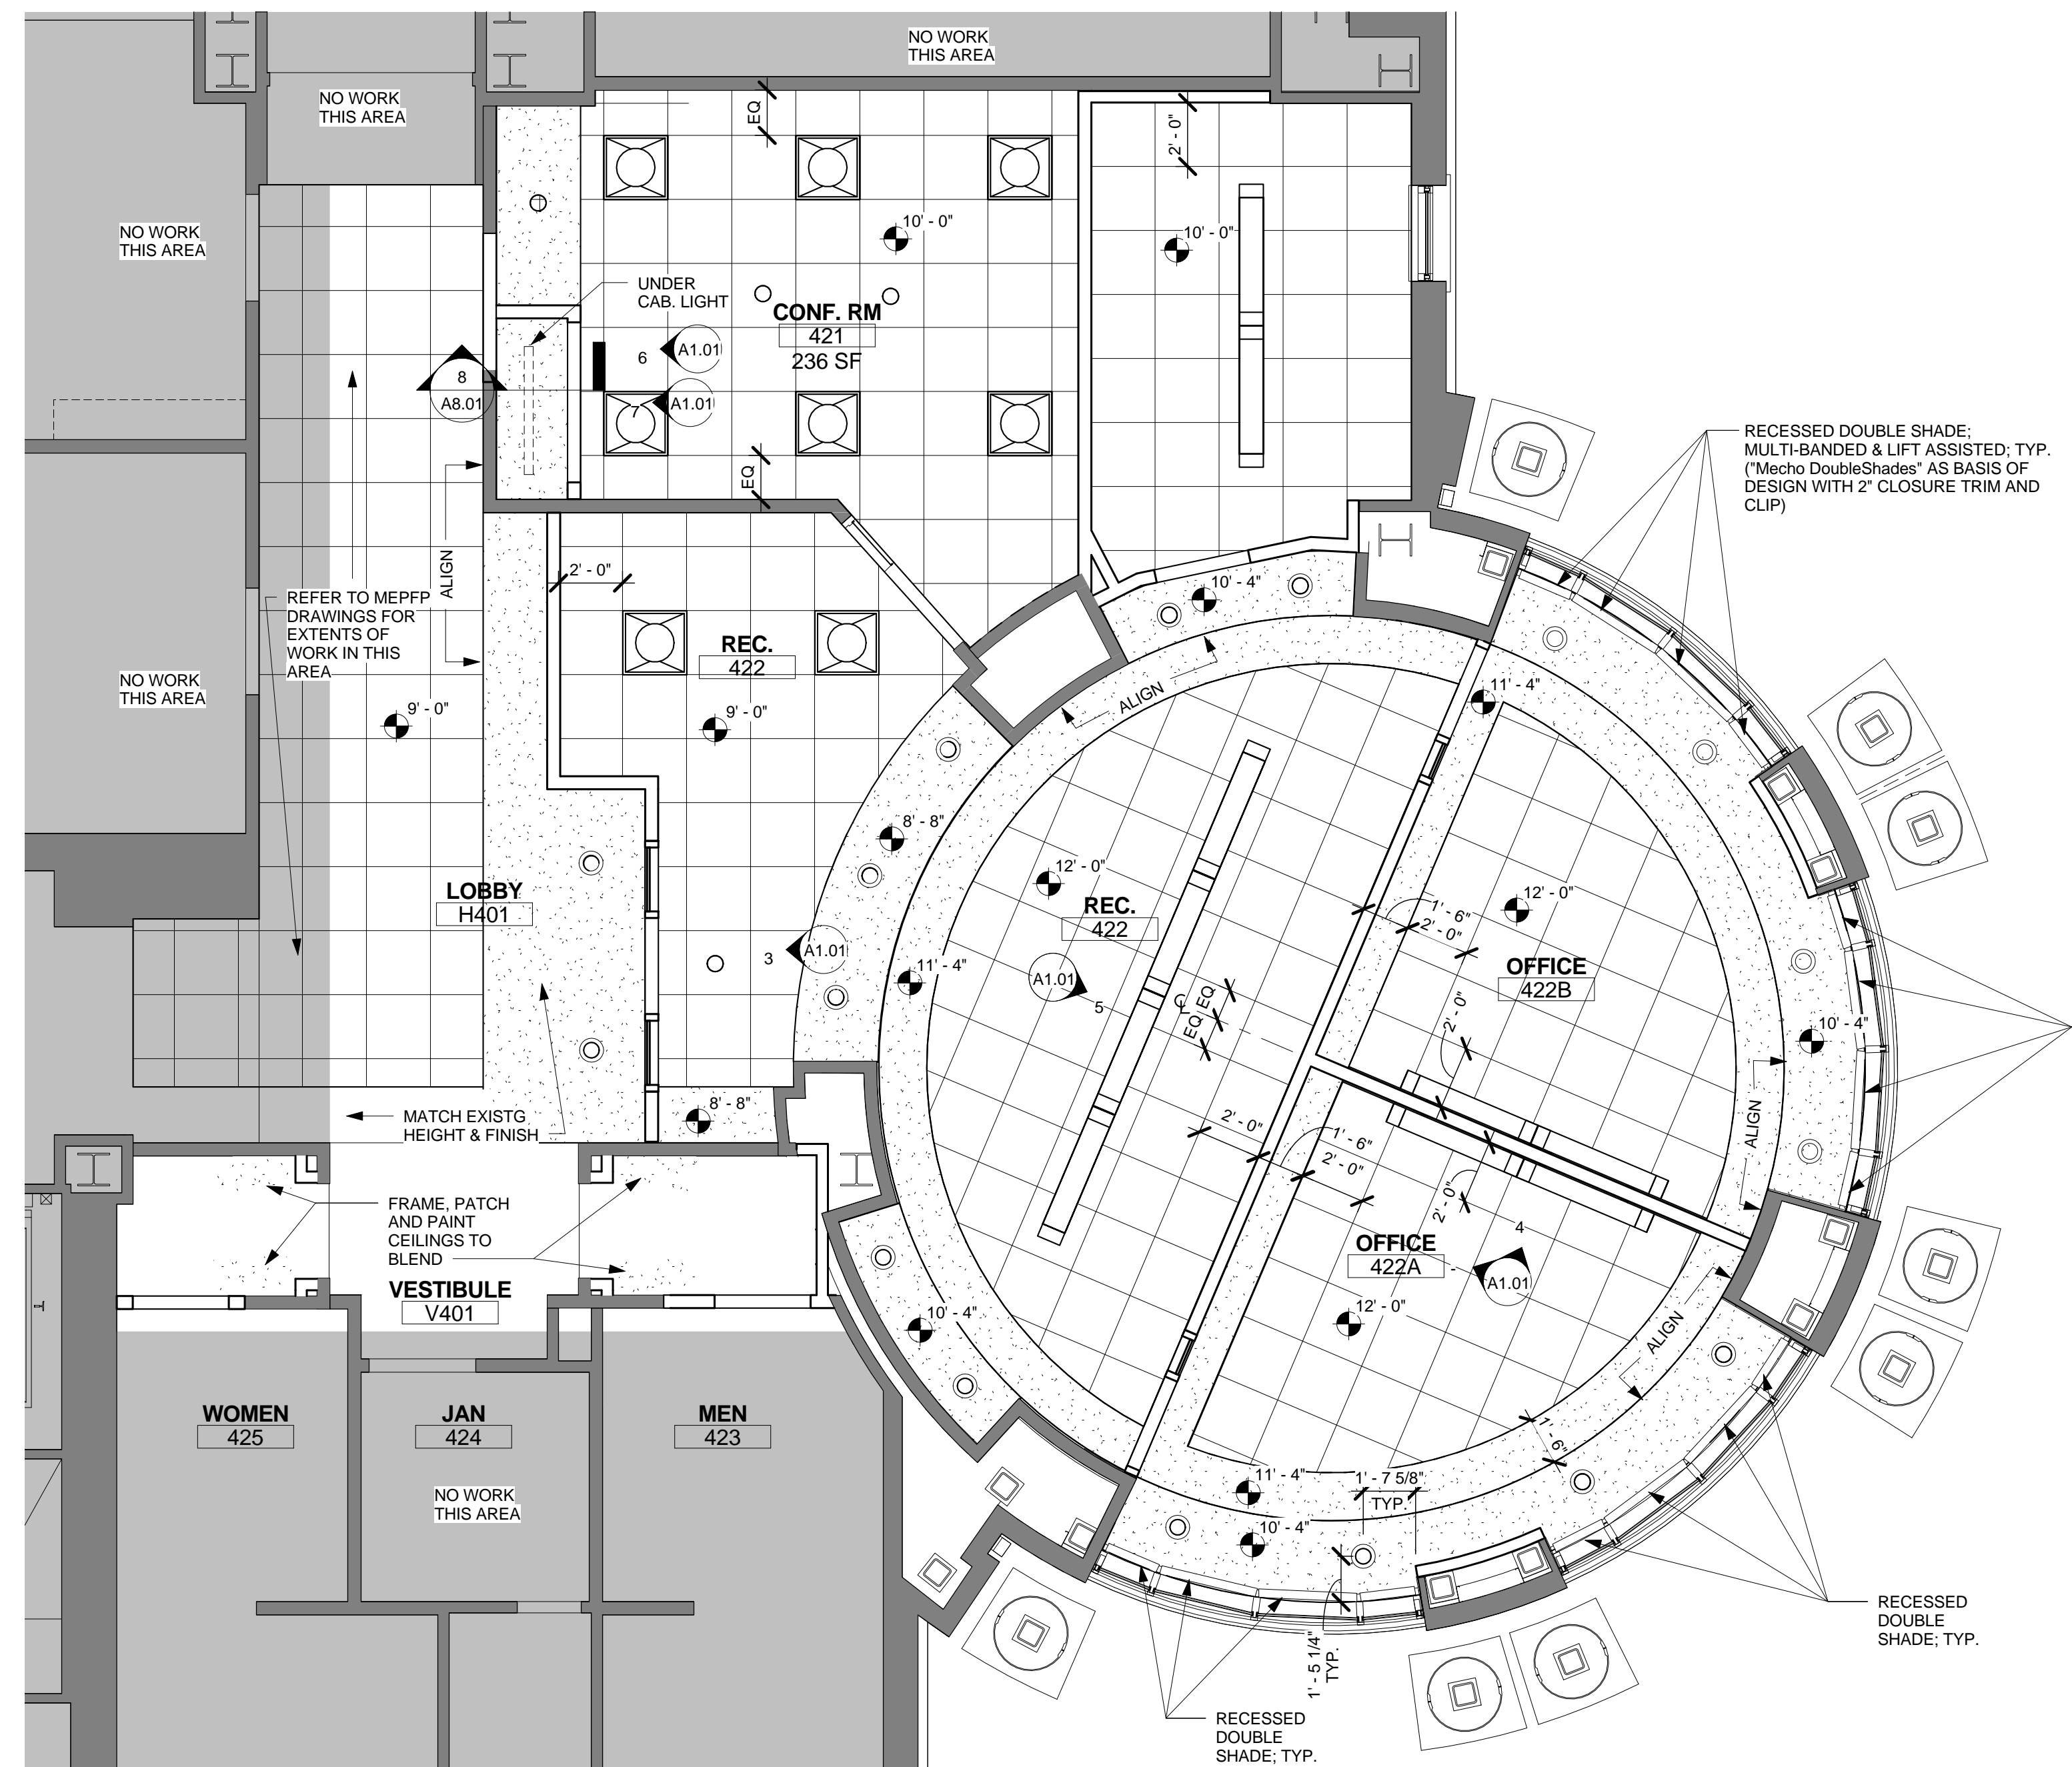 NO WORK
THIS AREA
NO WORK
THIS AREA
EQ
2' - 0"
NO WORK
THIS AREA
10' - 0"
10' - 0"
UNDER
CAB. LIGHT
CONF. RM
421
236 SF
6
A1.01
7
A1.01
8
A8.01
EQ
RECESSED DOUBLE SHADE;
MULTI-BANDED & LIFT ASSISTED; TYP.
("Mecho DoubleShades" AS BASIS OF
DESIGN WITH 2" CLOSURE TRIM AND
CLIP)
ALIGN
2' - 0"
REFER TO MEPFP
DRAWINGS FOR
EXTENTS OF
WORK IN THIS
AREA
10' - 4"
REC.
422
NO WORK
THIS AREA
ALIGN
11' - 4"
9' - 0"
9' - 0"
8' - 8"
12' - 0"
LOBBY
H401
REC.
422
1' - 6"
2' - 0"
12' - 0"
3
A1.01
11' - 4"
A1.01
5
OFFICE
422B
CL
EQ
EQ
2' - 0"
10' - 4"
MATCH EXISTG
HEIGHT & FINISH
8' - 8"
2' - 0"
1' - 6"
2' - 0"
ALIGN
FRAME, PATCH
AND PAINT
CEILINGS TO
BLEND
2' - 0"
4
OFFICE
422A
A1.01
VESTIBULE
V401
10' - 4"
12' - 0"
ALIGN
WOMEN
425
JAN
424
MEN
423
1' - 6"
11' - 4"
1' - 7 5/8"
TYP.
NO WORK
THIS AREA
10' - 4"
RECESSED
DOUBLE
SHADE; TYP.
1' - 5 1/4"
TYP.
RECESSED
DOUBLE
SHADE; TYP.